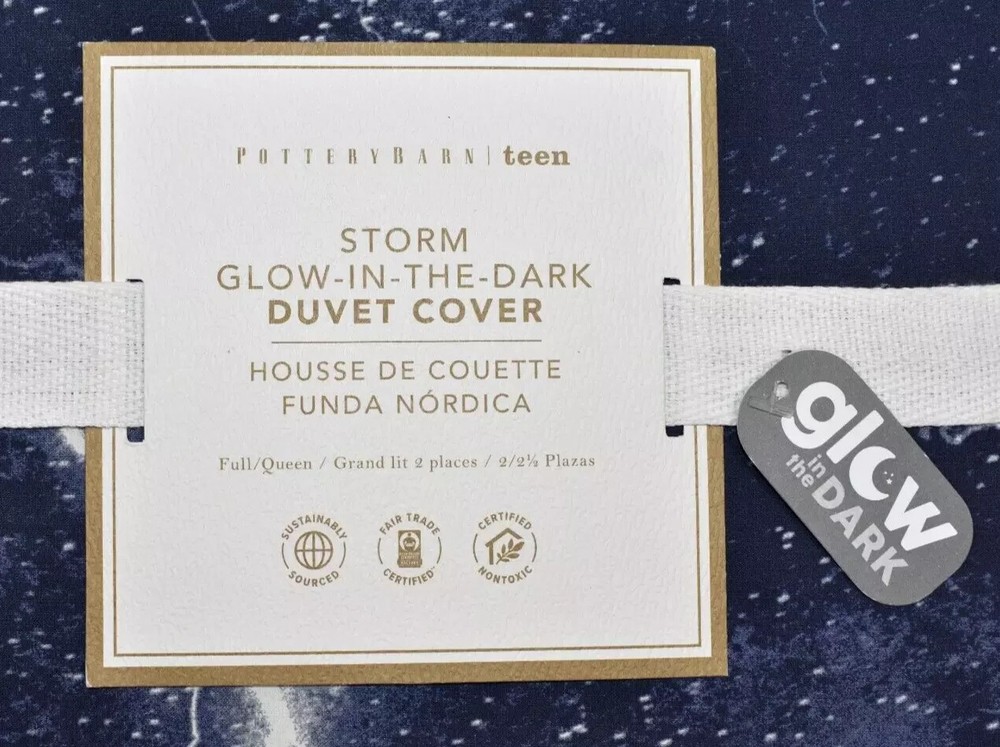 POTTERYBARN | teen
STORM
GLOW-IN-THE-DARK
DUVET COVER
HOUSSE DE COUETTE
FUNDA NÓRDICA
Full/Queen / Grand lit 2 places / 2/2½ Plazas
SUSTAINABLY
SOURCED
FAIR TRADE
CERTIFIED
CERTIFIED
NONTOXIC
glow
in
the
DARK